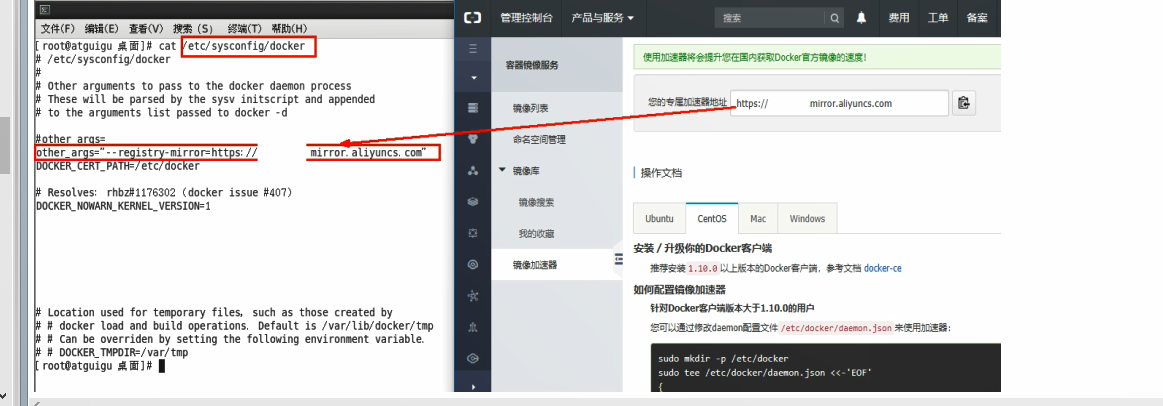 文件(F) 编辑(E) 查看(V) 搜索 (S) 终端(T) 帮助(H)
[root@atguigu 桌面]# cat /etc/sysconfig/docker
# /etc/sysconfig/docker
#
# Other arguments to pass to the docker daemon process
# These will be parsed by the sysv initscript and appended
# to the arguments list passed to docker -d
#other_args=
other_args="--registry-mirror=https://        mirror.aliyuncs.com"
DOCKER_CERT_PATH=/etc/docker
# Resolves: rhbz#1176302 (docker issue #407)
DOCKER_NOWARN_KERNEL_VERSION=1
# Location used for temporary files, such as those created by
# # docker load and build operations. Default is /var/lib/docker/tmp
# # Can be overriden by setting the following environment variable.
# # DOCKER_TMPDIR=/var/tmp
[root@atguigu 桌面]#
管理控制台 产品与服务 搜索 费用 工单 备案
容器镜像服务
镜像列表
命名空间管理
镜像库
镜像搜索
我的收藏
镜像加速器
使用加速器将会提升您在国内获取Docker官方镜像的速度!
您的专属加速器地址 https://        mirror.aliyuncs.com
操作文档
Ubuntu CentOS Mac Windows
安装 / 升级你的Docker客户端
推荐安装 1.10.0 以上版本的Docker客户端，参考文档 docker-ce
如何配置镜像加速器
针对Docker客户端版本大于1.10.0的用户
您可以通过修改daemon配置文件 /etc/docker/daemon.json 来使用加速器:
sudo mkdir -p /etc/docker
sudo tee /etc/docker/daemon.json <<-'EOF'
{